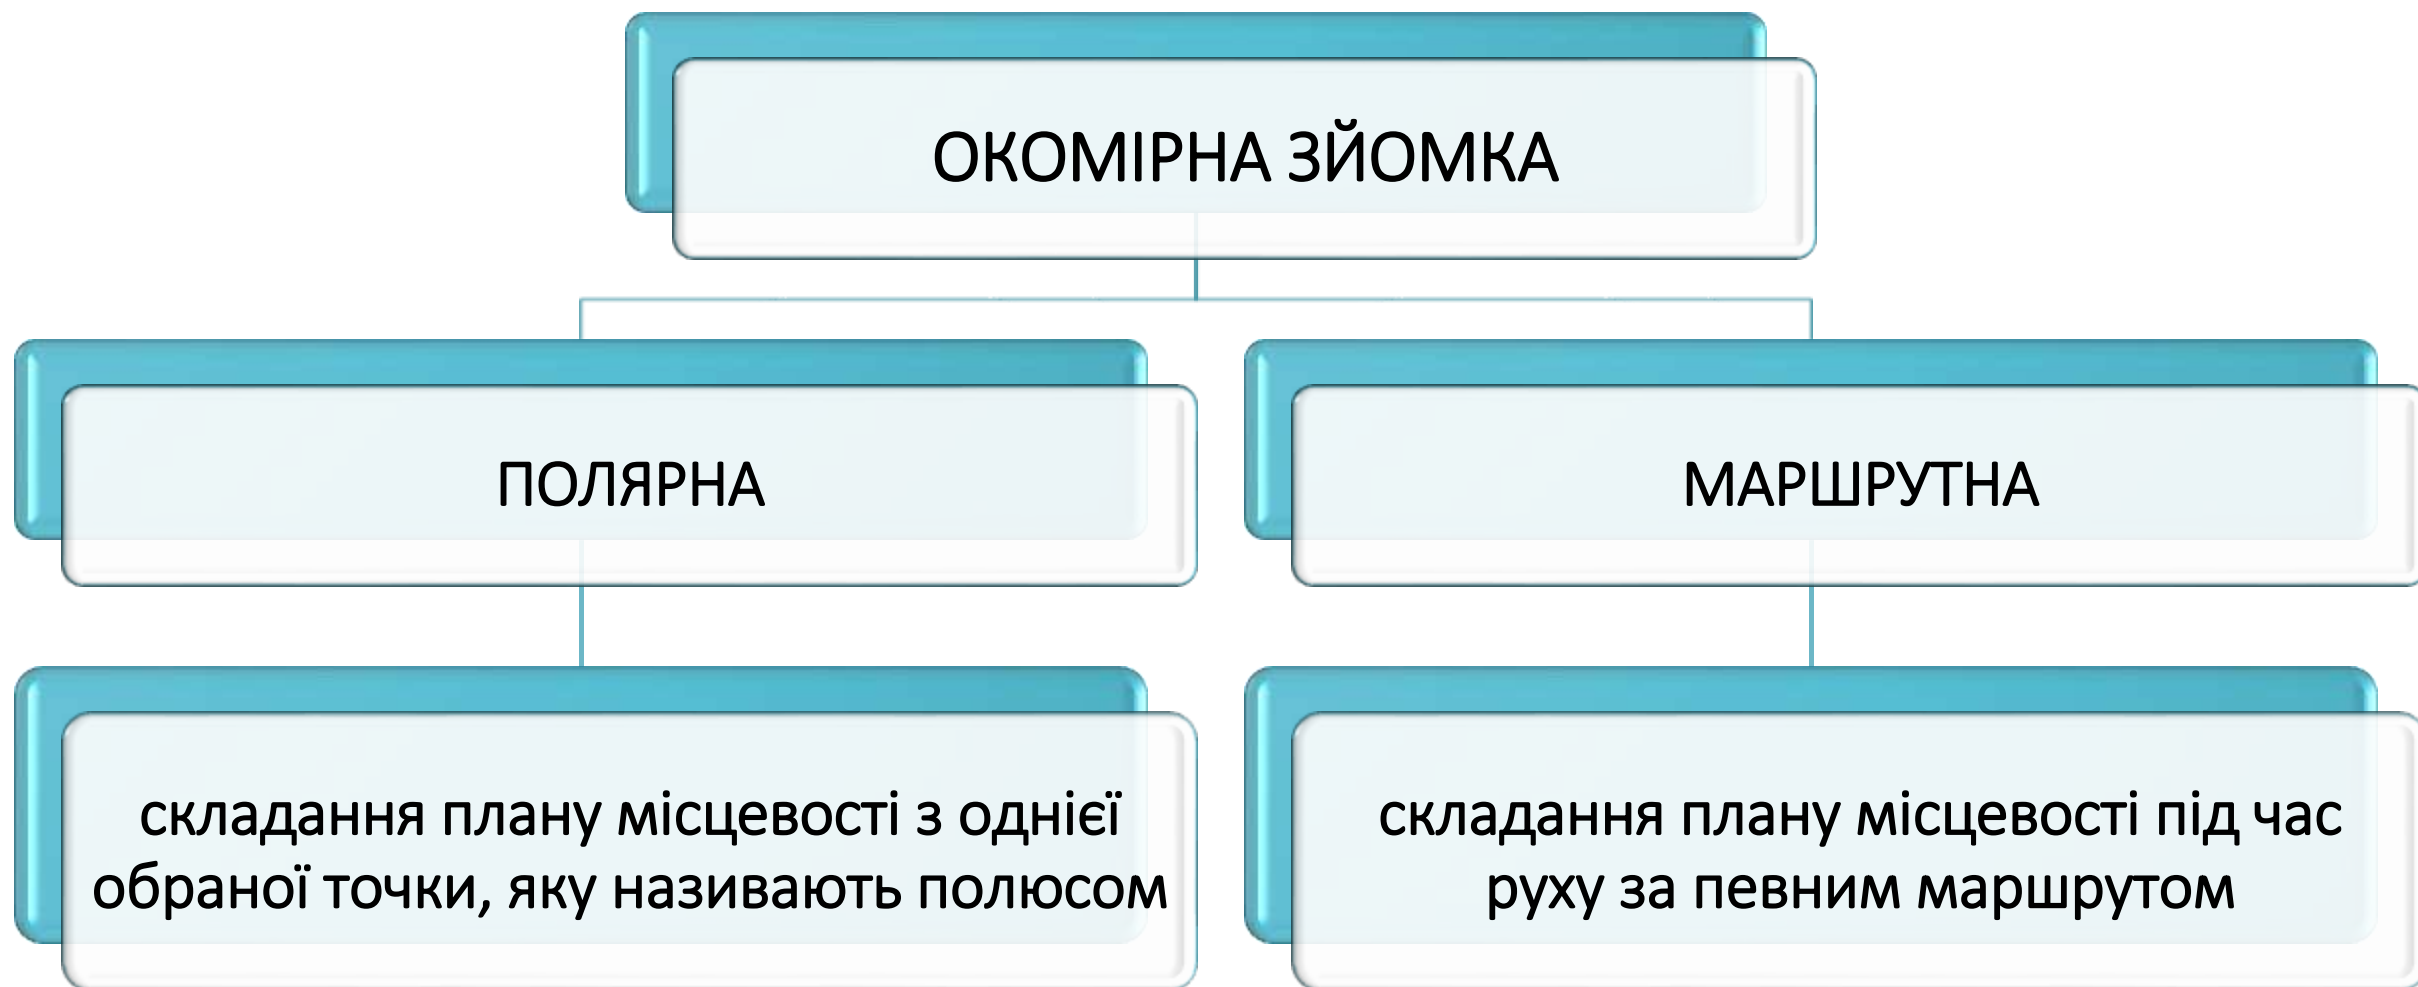 ОКОМІРНА ЗЙОМКА
ПОЛЯРНА
МАРШРУТНА
складання плану місцевості з однієї
обраної точки, яку називають полюсом
складання плану місцевості під час
руху за певним маршрутом